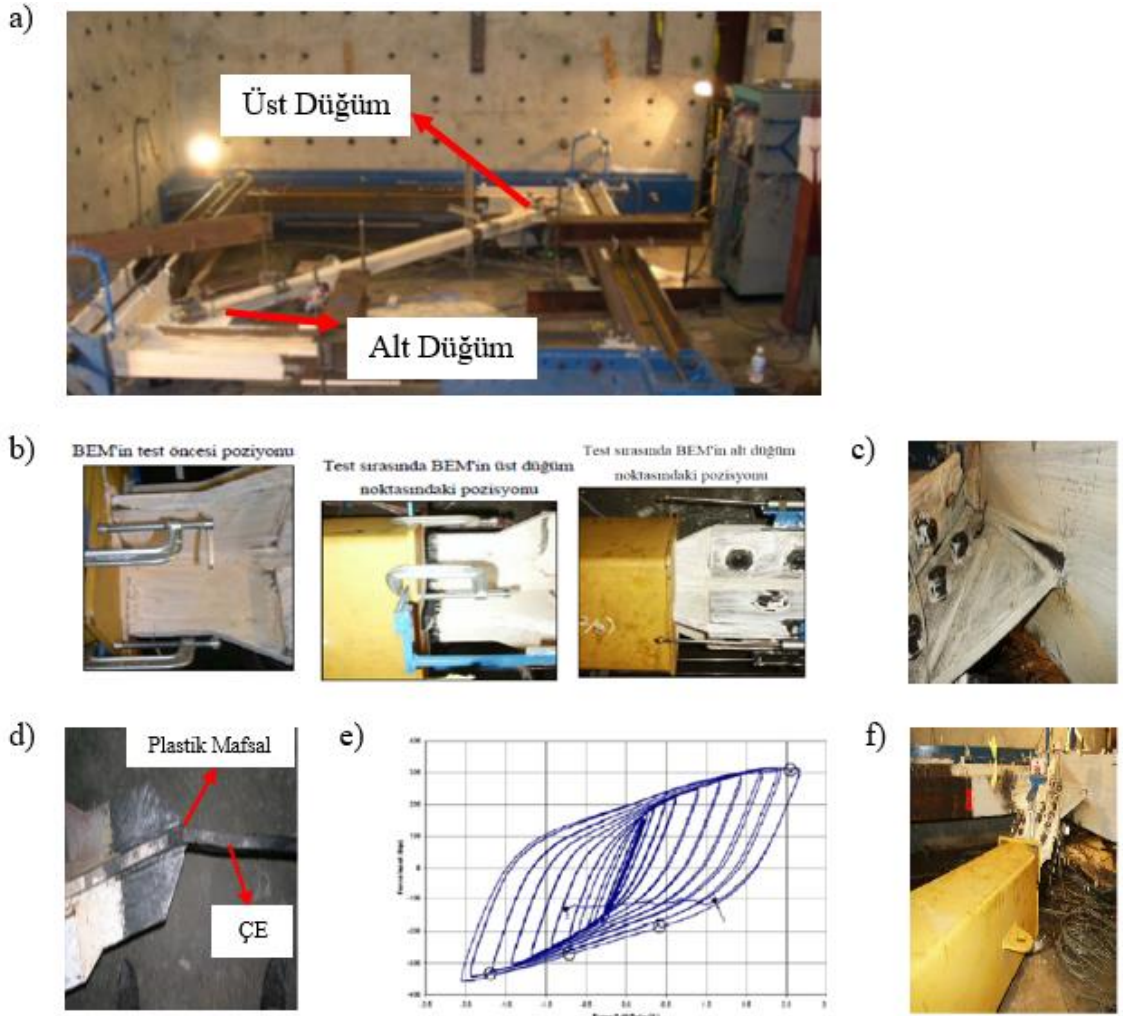 a)
Üst Düğüm
Alt Düğüm
b)
BEM'in test öncesi poziyonu
Test sırasında BEM'in üst düğüm
noktasındaki pozisyonu
Test sırasında BEM'in alt düğüm
noktasındaki pozisyonu
c)
d)
Plastik Mafsal
ÇE
e)
f)